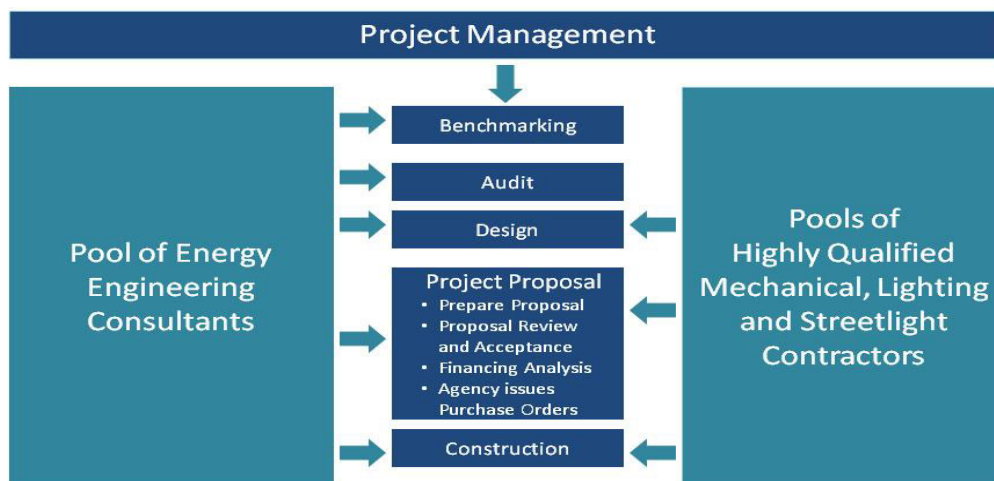 Project Management
Pool of Energy
Engineering
Consultants
Benchmarking
Audit
Design
Project Proposal
• Prepare Proposal
• Proposal Review
and Acceptance
• Financing Analysis
• Agency issues
Purchase Orders
Construction
Pools of
Highly Qualified
Mechanical, Lighting
and Streetlight
Contractors